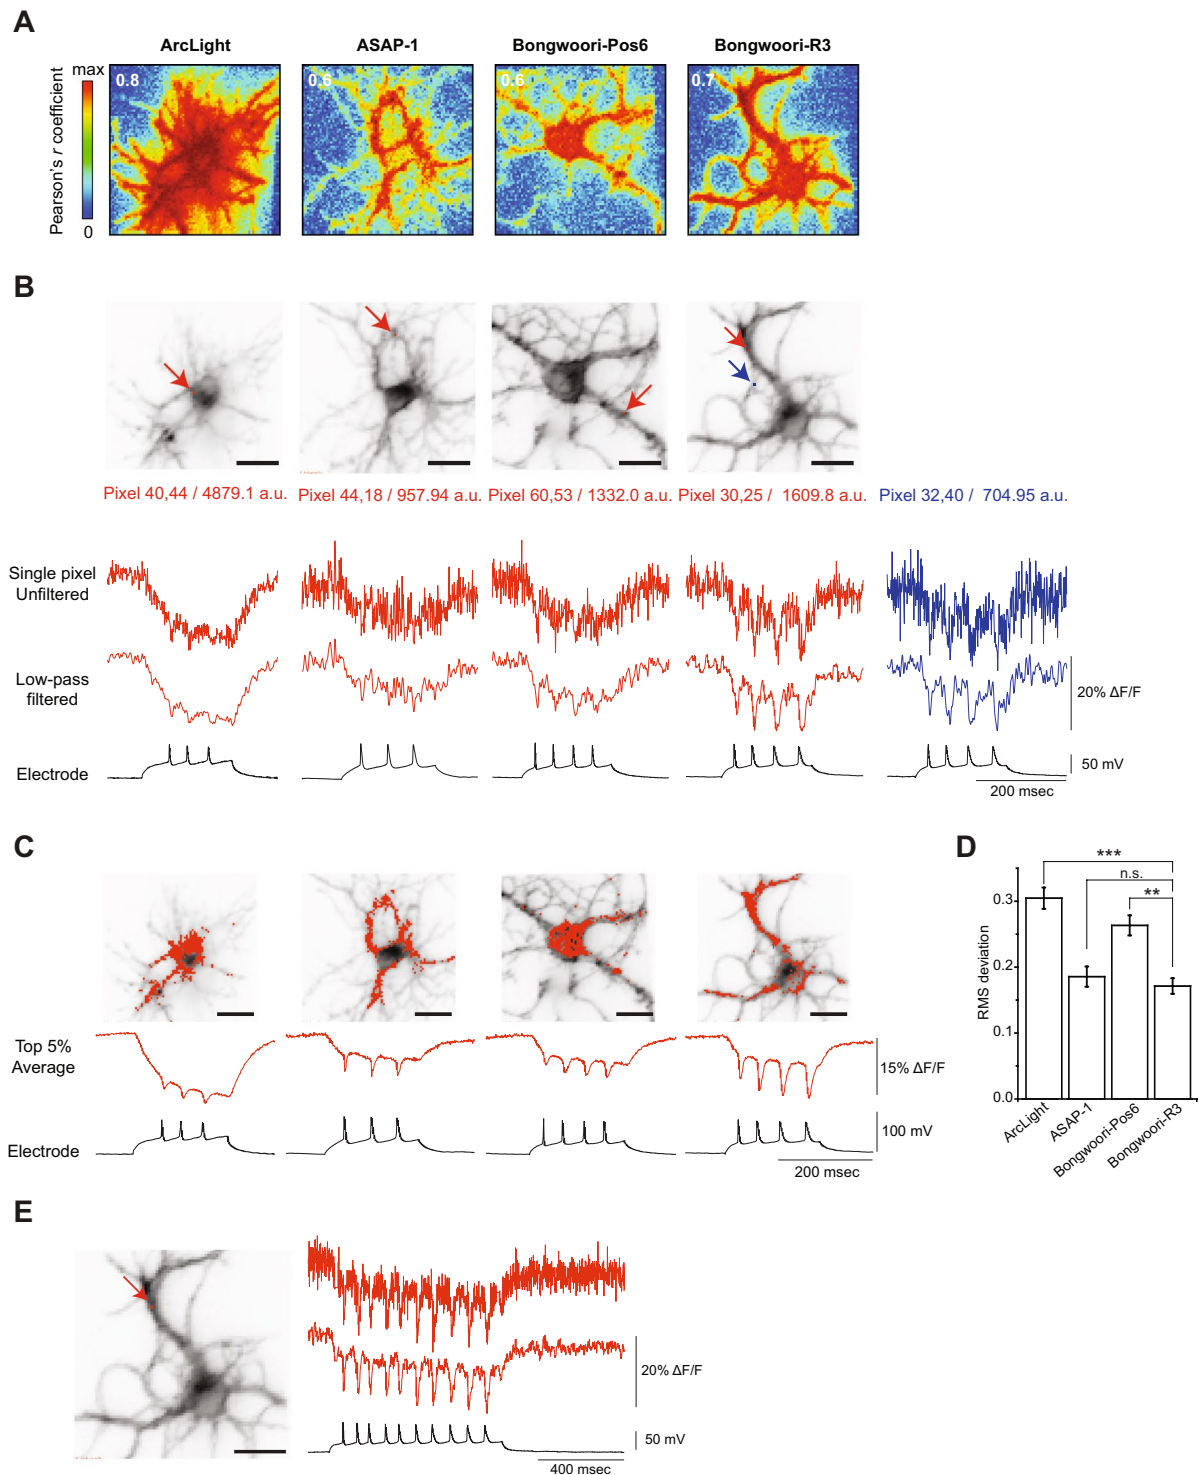 A
ArcLight
ASAP-1
Bongwoori-Pos6
Bongwoori-R3
Pearson's r coefficient
max
0
0.8
0.6
0.6
0.7
B
Pixel 40,44 / 4879.1 a.u.
Pixel 44,18 / 957.94 a.u.
Pixel 60,53 / 1332.0 a.u.
Pixel 30,25 / 1609.8 a.u.
Pixel 32,40 / 704.95 a.u.
Single pixel
Unfiltered
Low-pass
filtered
20% ΔF/F
Electrode
50 mV
200 msec
C
Top 5%
Average
15% ΔF/F
Electrode
100 mV
200 msec
D
***
n.s.
**
RMS deviation
0.3
0.2
0.1
0.0
ArcLight
ASAP-1
Bongwoori-Pos6
Bongwoori-R3
E
20% ΔF/F
50 mV
400 msec